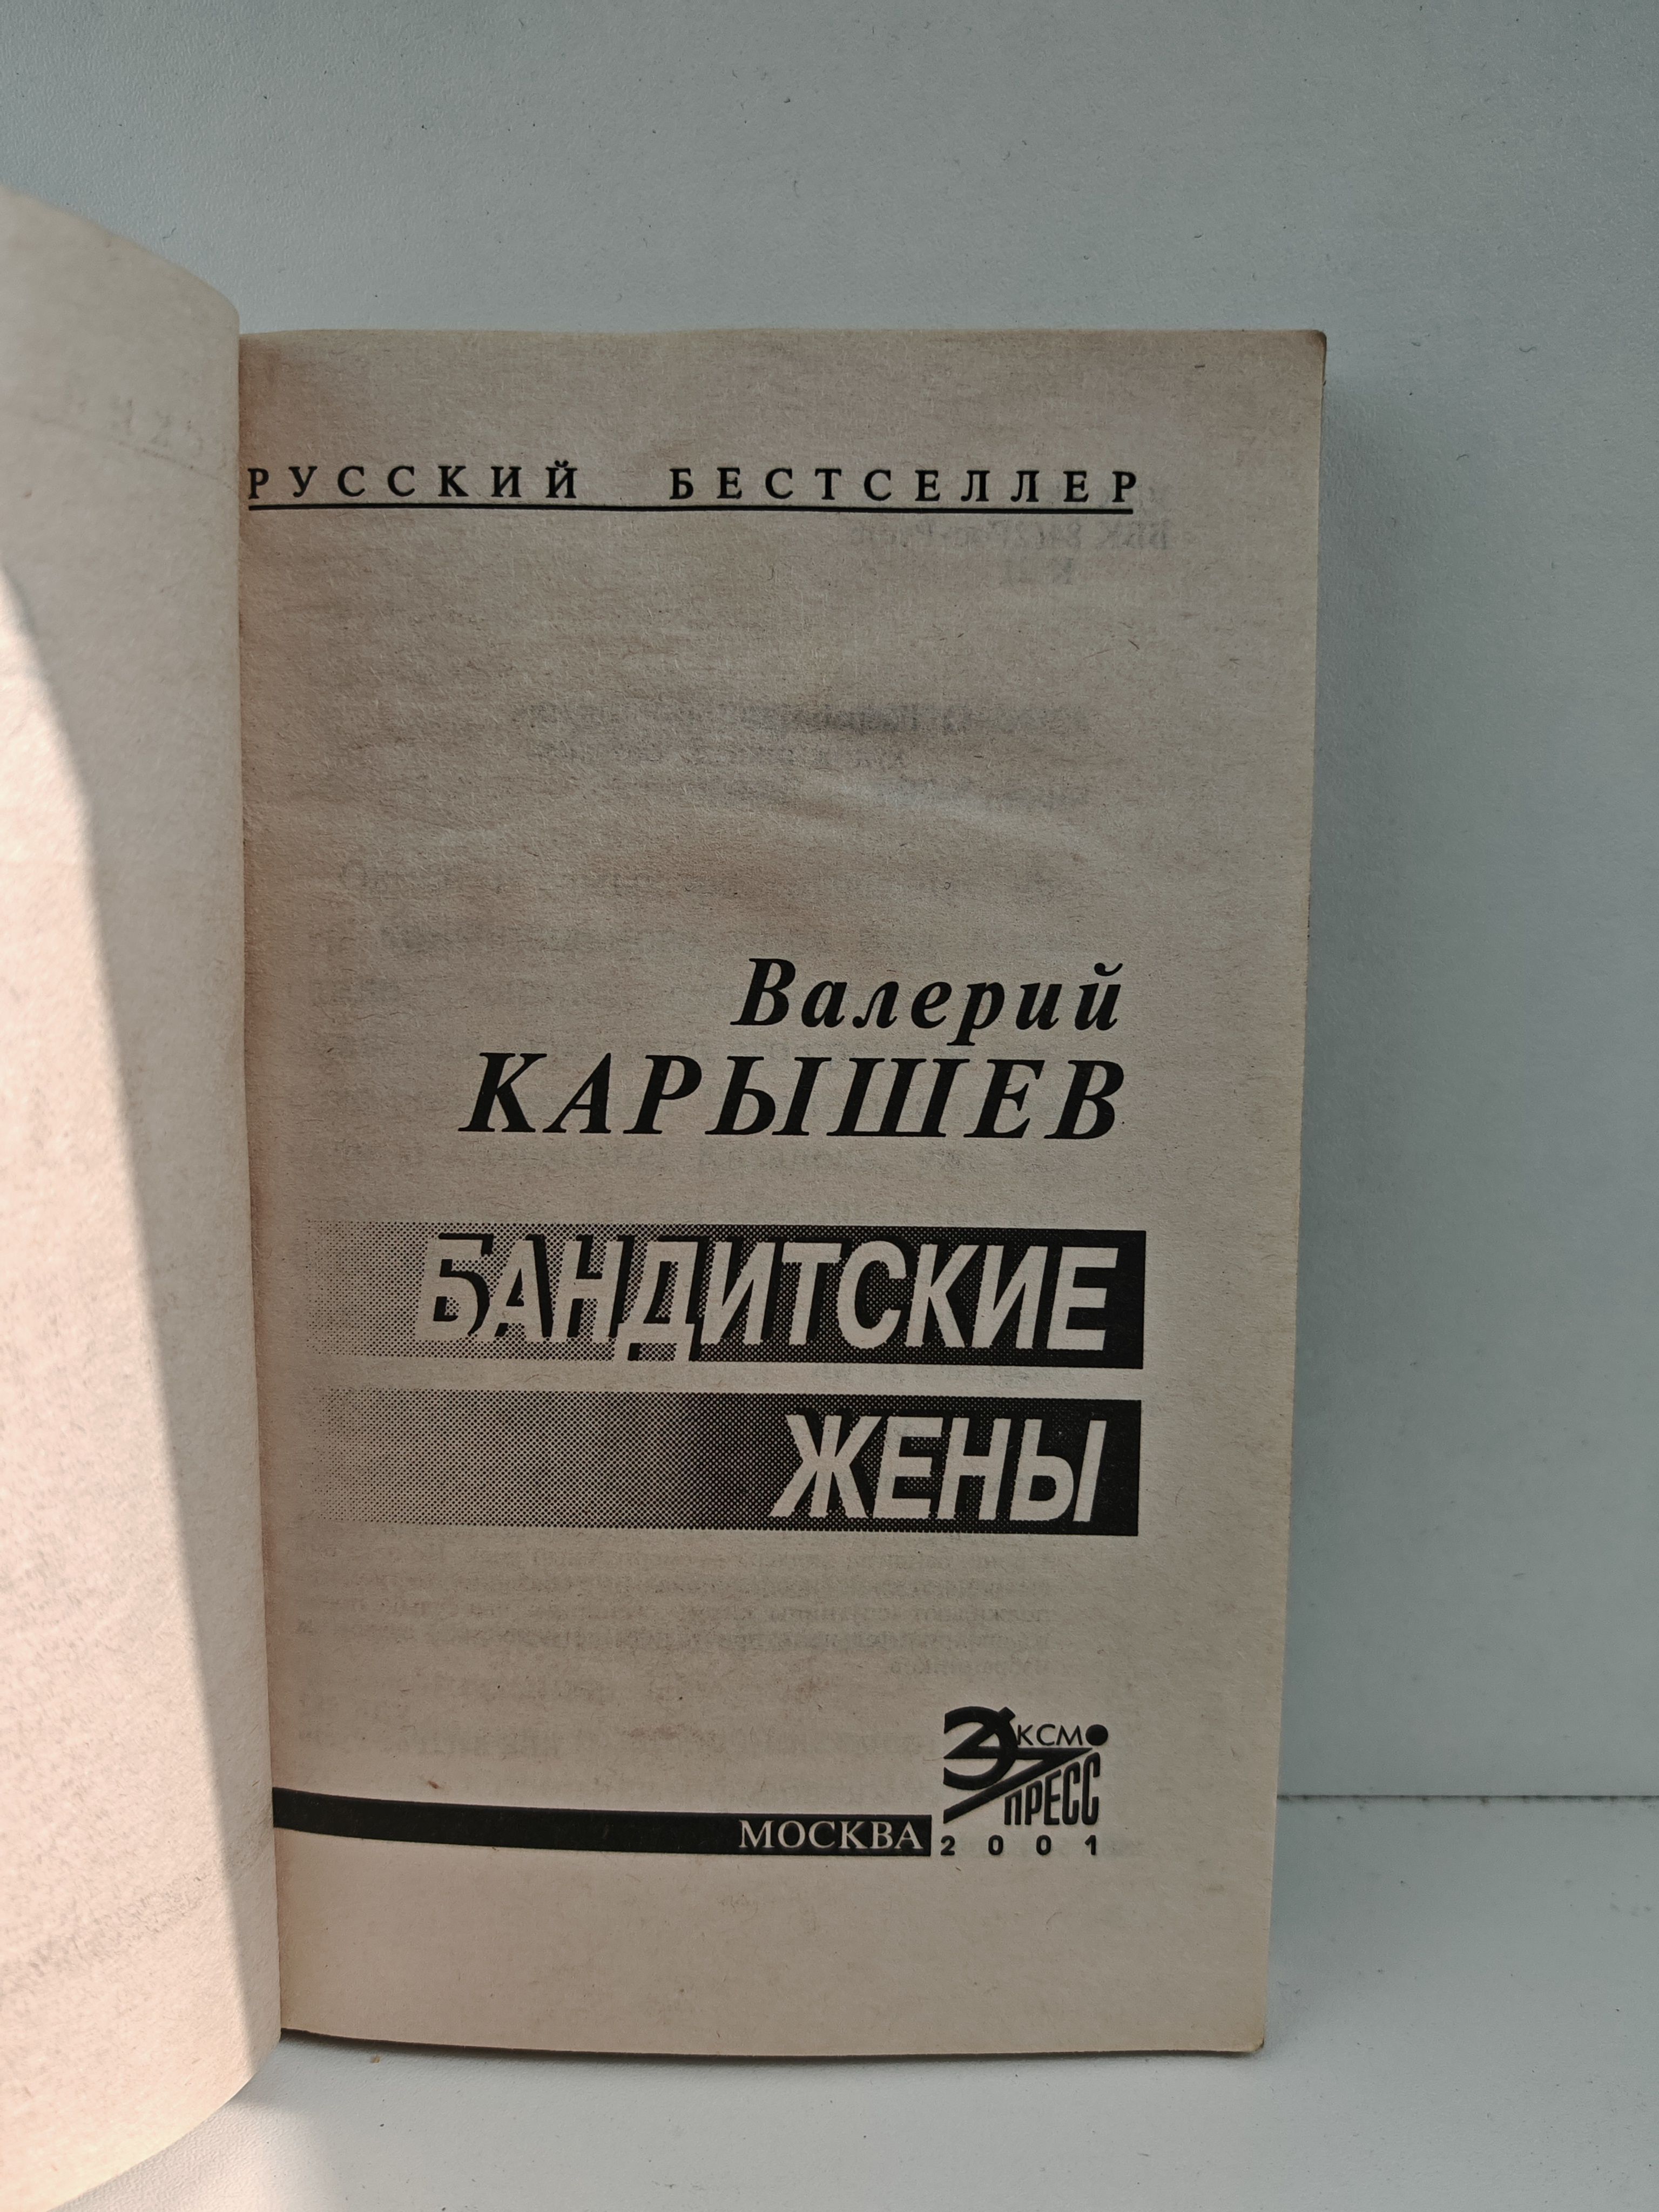 РУССКИЙ БЕСТСЕЛЛЕР
Валерий
КАРЫШЕВ
БАНДИТСКИЕ
ЖЕНЫ
ЭКСМО
ПРЕСС
МОСКВА 2001